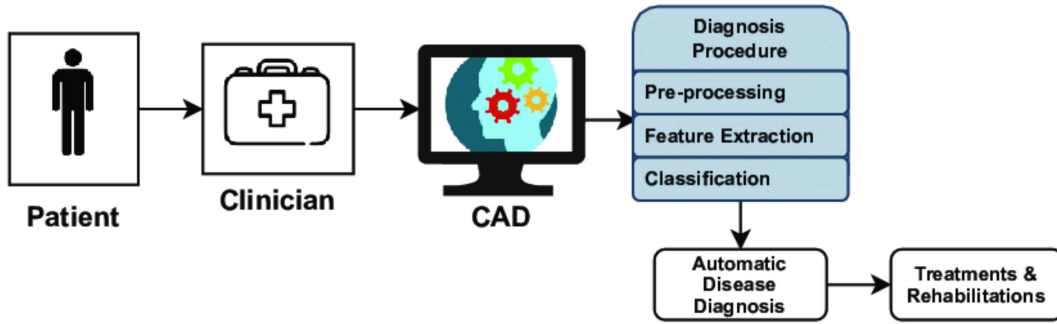 Patient
Clinician
CAD
Diagnosis
Procedure
Pre-processing
Feature Extraction
Classification
Automatic
Disease
Diagnosis
Treatments &
Rehabilitations